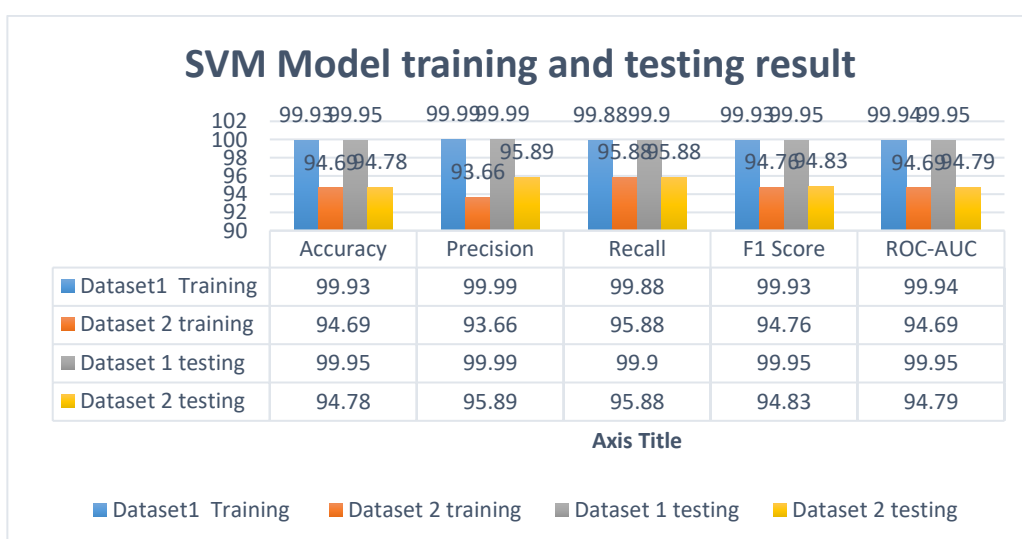 SVM Model training and testing result
99.93 99.95 99.99 99.99 99.88 99.9 99.93 99.95 99.94 99.95
94.69 94.78 93.66 95.89 95.88 95.88 94.76 94.83 94.69 94.79
102
100
98
96
94
92
90
Accuracy Precision Recall F1 Score ROC-AUC
Dataset1 Training 99.93 99.99 99.88 99.93 99.94
Dataset 2 training 94.69 93.66 95.88 94.76 94.69
Dataset 1 testing 99.95 99.99 99.9 99.95 99.95
Dataset 2 testing 94.78 95.89 95.88 94.83 94.79
Axis Title
Dataset1 Training Dataset 2 training Dataset 1 testing Dataset 2 testing